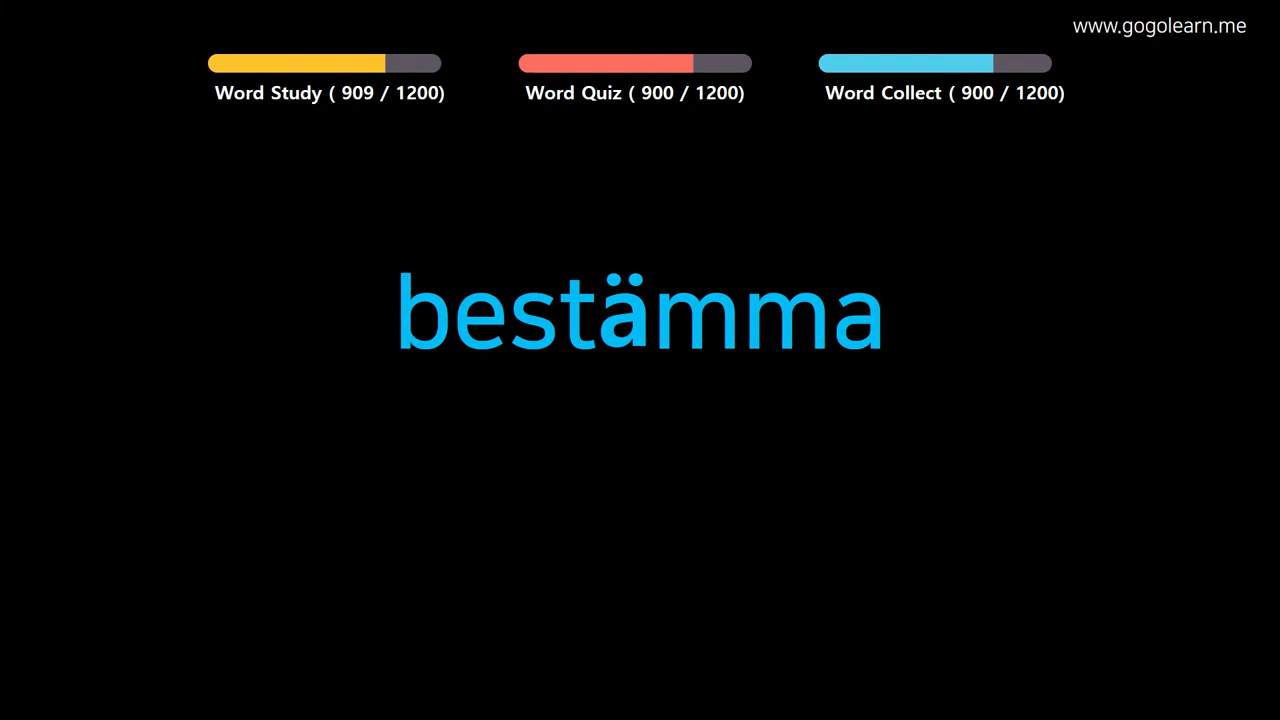 www.gogolearn.me
Word Study ( 909 / 1200)
Word Quiz ( 900 / 1200)
Word Collect ( 900 / 1200)
bestämma